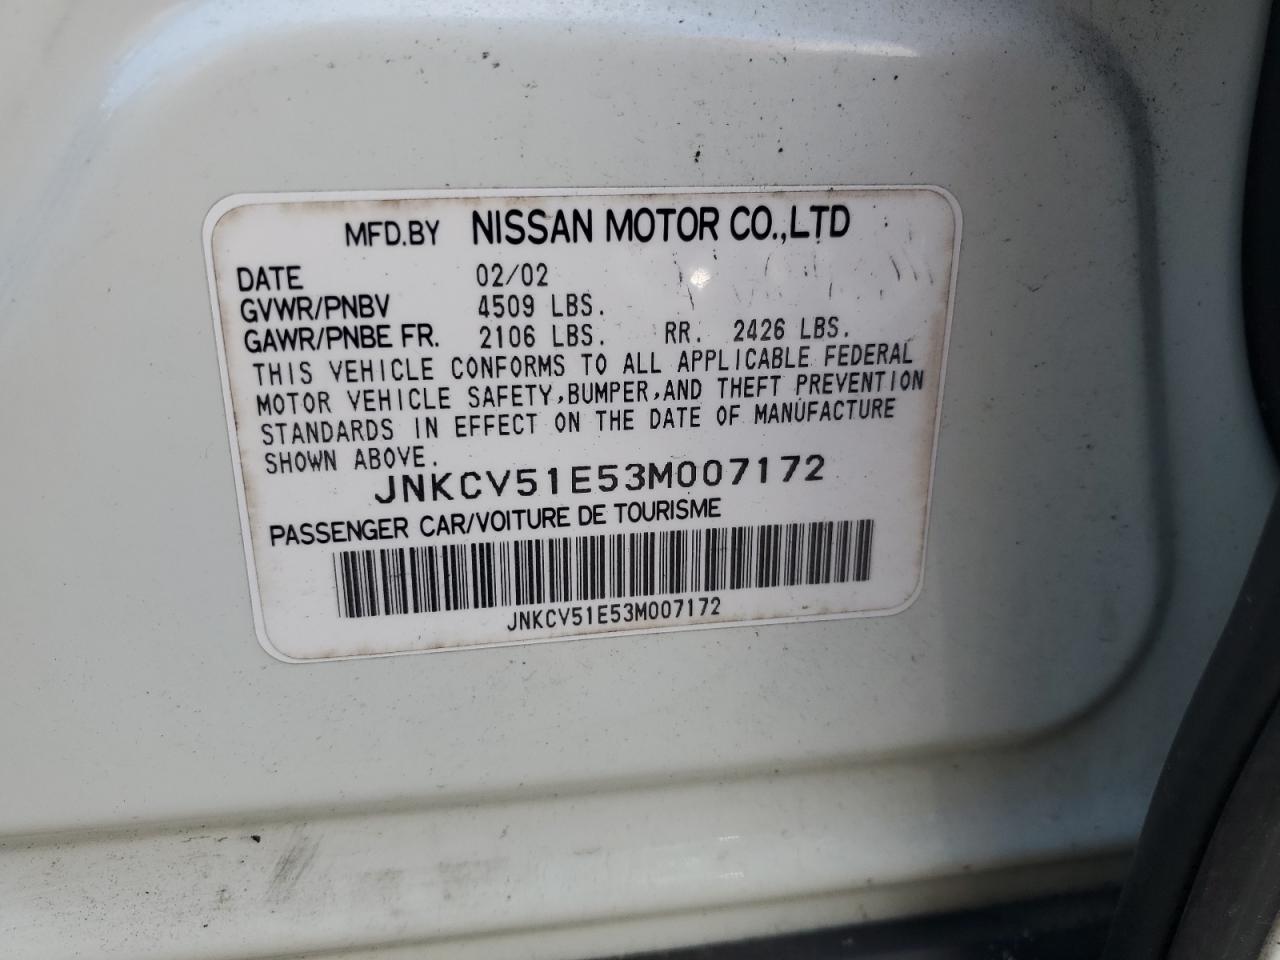 MFD.BY NISSAN MOTOR CO.,LTD
DATE 02/02
GVWR/PNBV 4509 LBS.
GAWR/PNBE FR. 2106 LBS. RR. 2426 LBS.
THIS VEHICLE CONFORMS TO ALL APPLICABLE FEDERAL
MOTOR VEHICLE SAFETY,BUMPER,AND THEFT PREVENTION
STANDARDS IN EFFECT ON THE DATE OF MANUFACTURE
SHOWN ABOVE.
JNKCV51E53M007172
PASSENGER CAR/VOITURE DE TOURISME
JNKCV51E53M007172